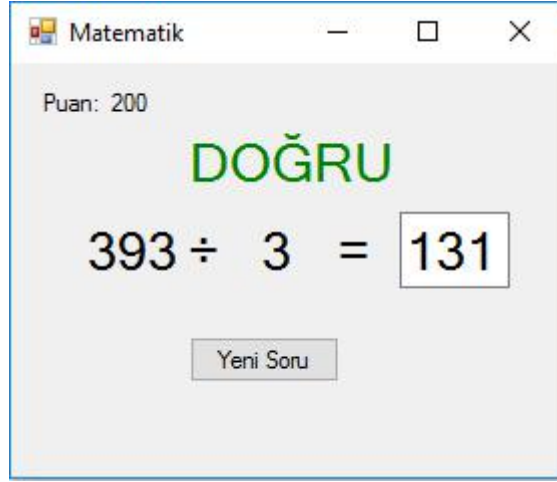 Matematik
Puan: 200
DOĞRU
393 ÷ 3 = 131
Yeni Soru